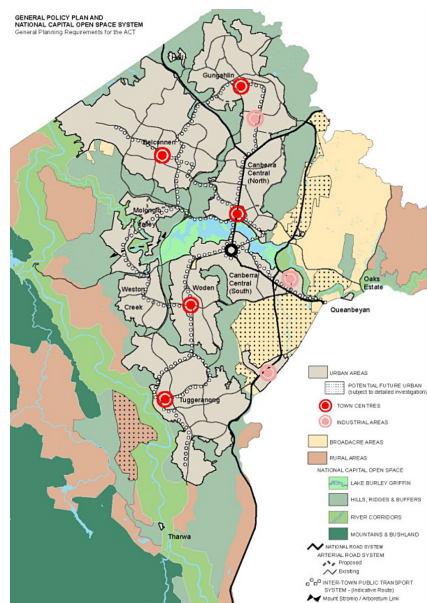 GENERAL POLICY PLAN AND
NATIONAL CAPITAL OPEN SPACE SYSTEM
General Planning Requirements for the ACT
Hall
Gungahlin
Belconnen
Canberra
Central
(North)
Molonglo
Valley
Weston
Creek
Woden
Canberra
Central
(South)
Oaks
Estate
Queanbeyan
Tuggeranong
Tharwa
URBAN AREAS
POTENTIAL FUTURE URBAN
(subject to detailed investigation)
TOWN CENTRES
INDUSTRIAL AREAS
BROADACRE AREAS
RURAL AREAS
NATIONAL CAPITAL OPEN SPACE
LAKE BURLEY GRIFFIN
HILLS, RIDGES & BUFFERS
RIVER CORRIDORS
MOUNTAINS & BUSHLAND
NATIONAL ROAD SYSTEM
ARTERIAL ROAD SYSTEM
Proposed
Existing
INTER-TOWN PUBLIC TRANSPORT
SYSTEM - (Indicative Route)
Mount Stromlo / Arboretum Link